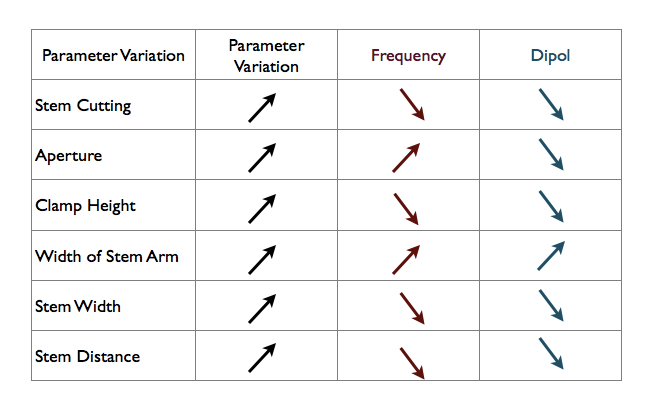 Parameter Variation
Parameter
Variation
Frequency
Dipol
Stem Cutting
Aperture
Clamp Height
Width of Stem Arm
Stem Width
Stem Distance